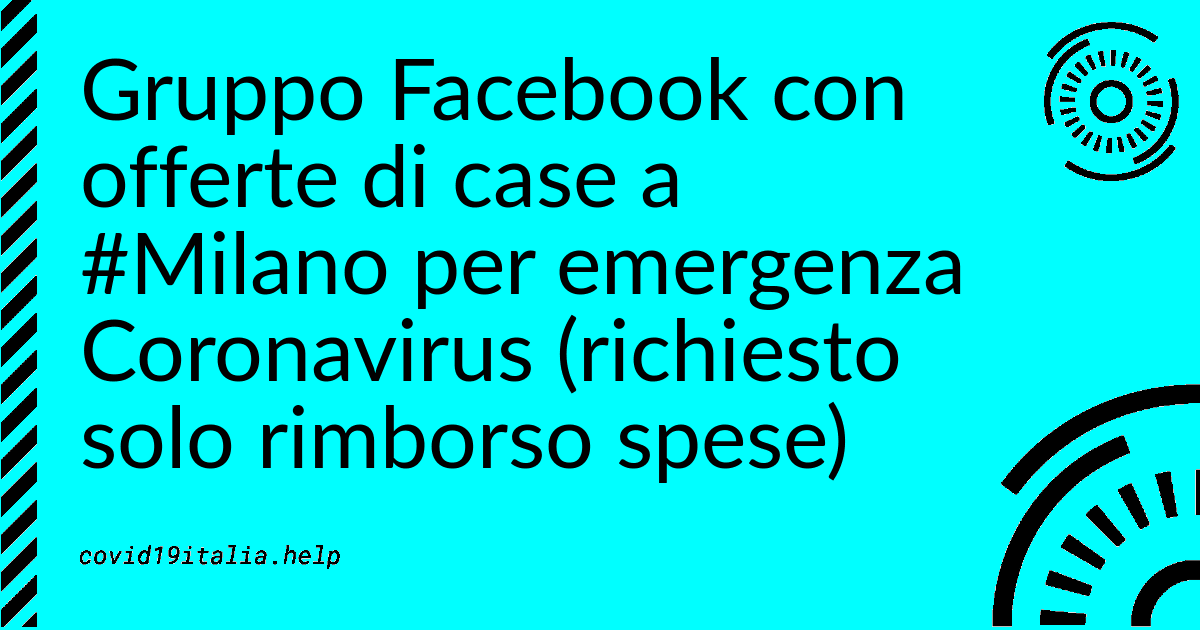 Gruppo Facebook con
offerte di case a
#Milano per emergenza
Coronavirus (richiesto
solo rimborso spese)
covid19italia.help